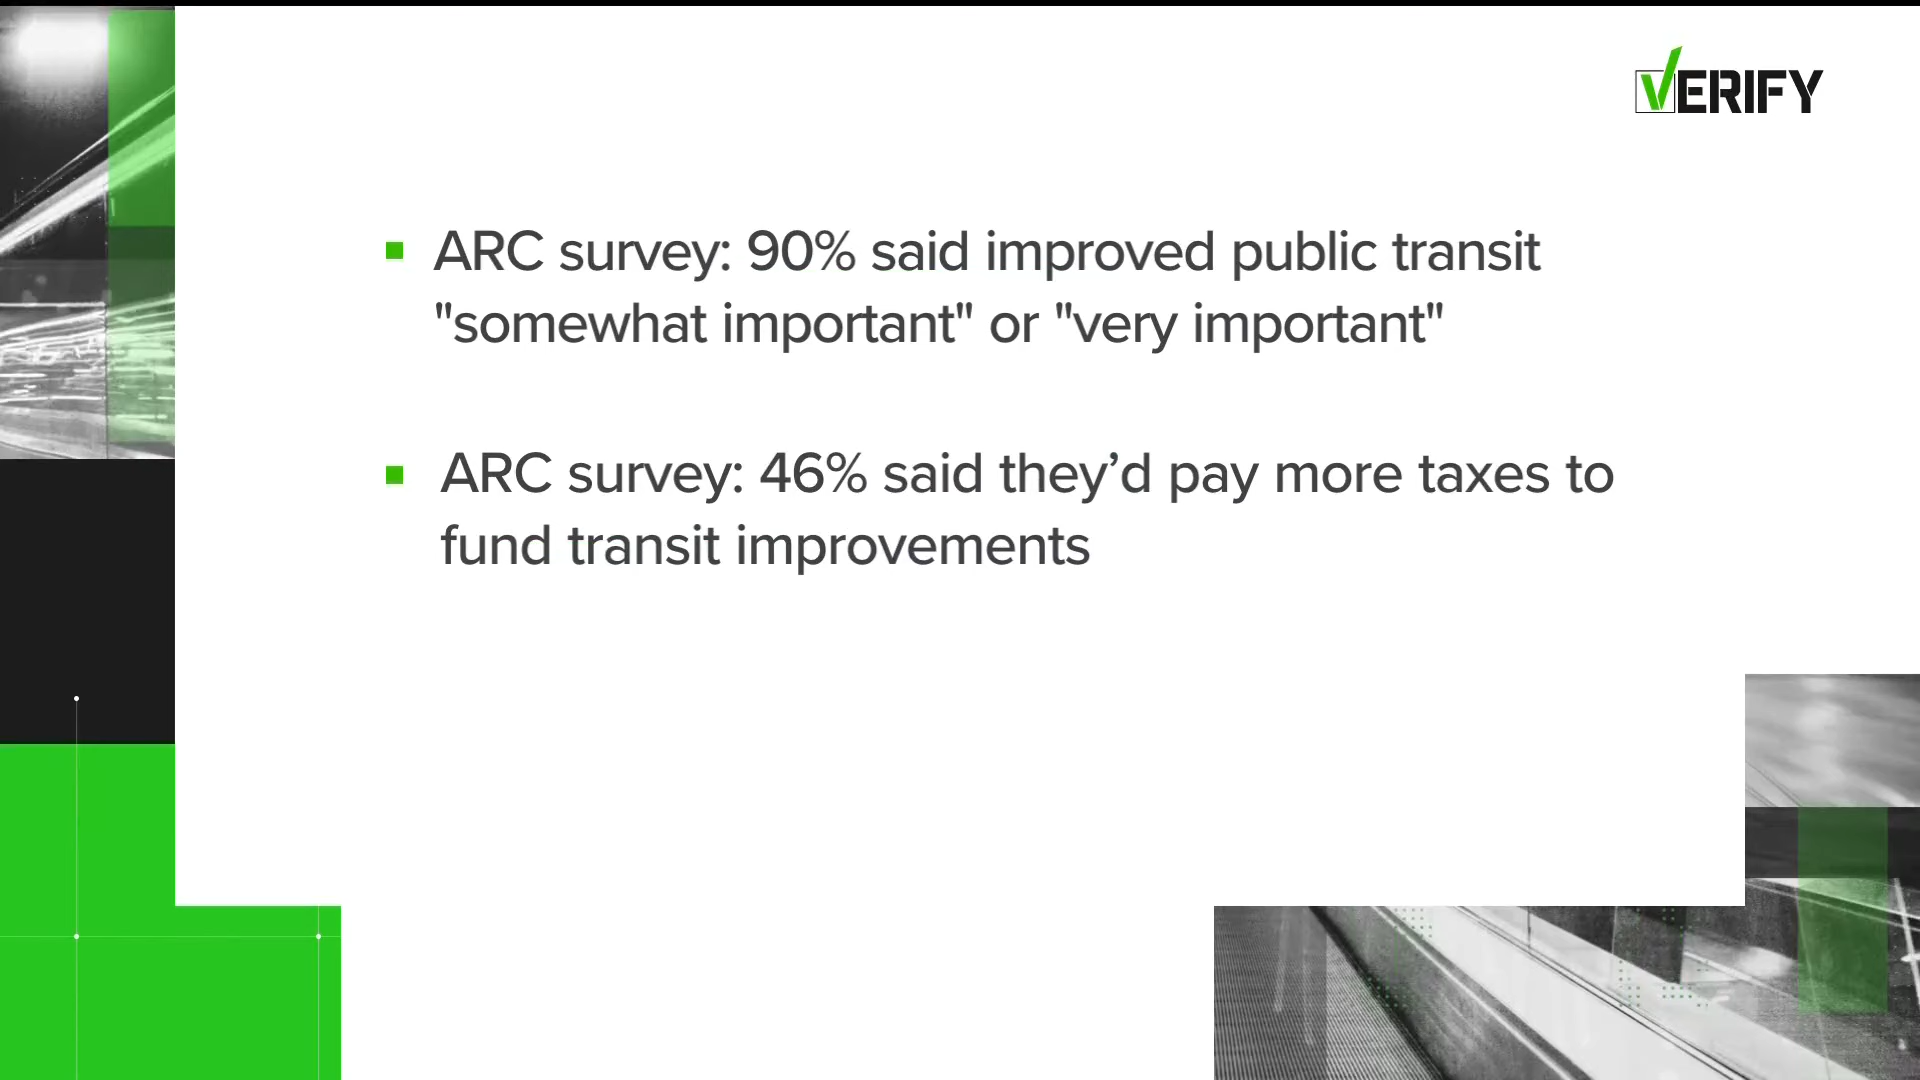 VERIFY
ARC survey: 90% said improved public transit
"somewhat important" or "very important"
ARC survey: 46% said they’d pay more taxes to
fund transit improvements